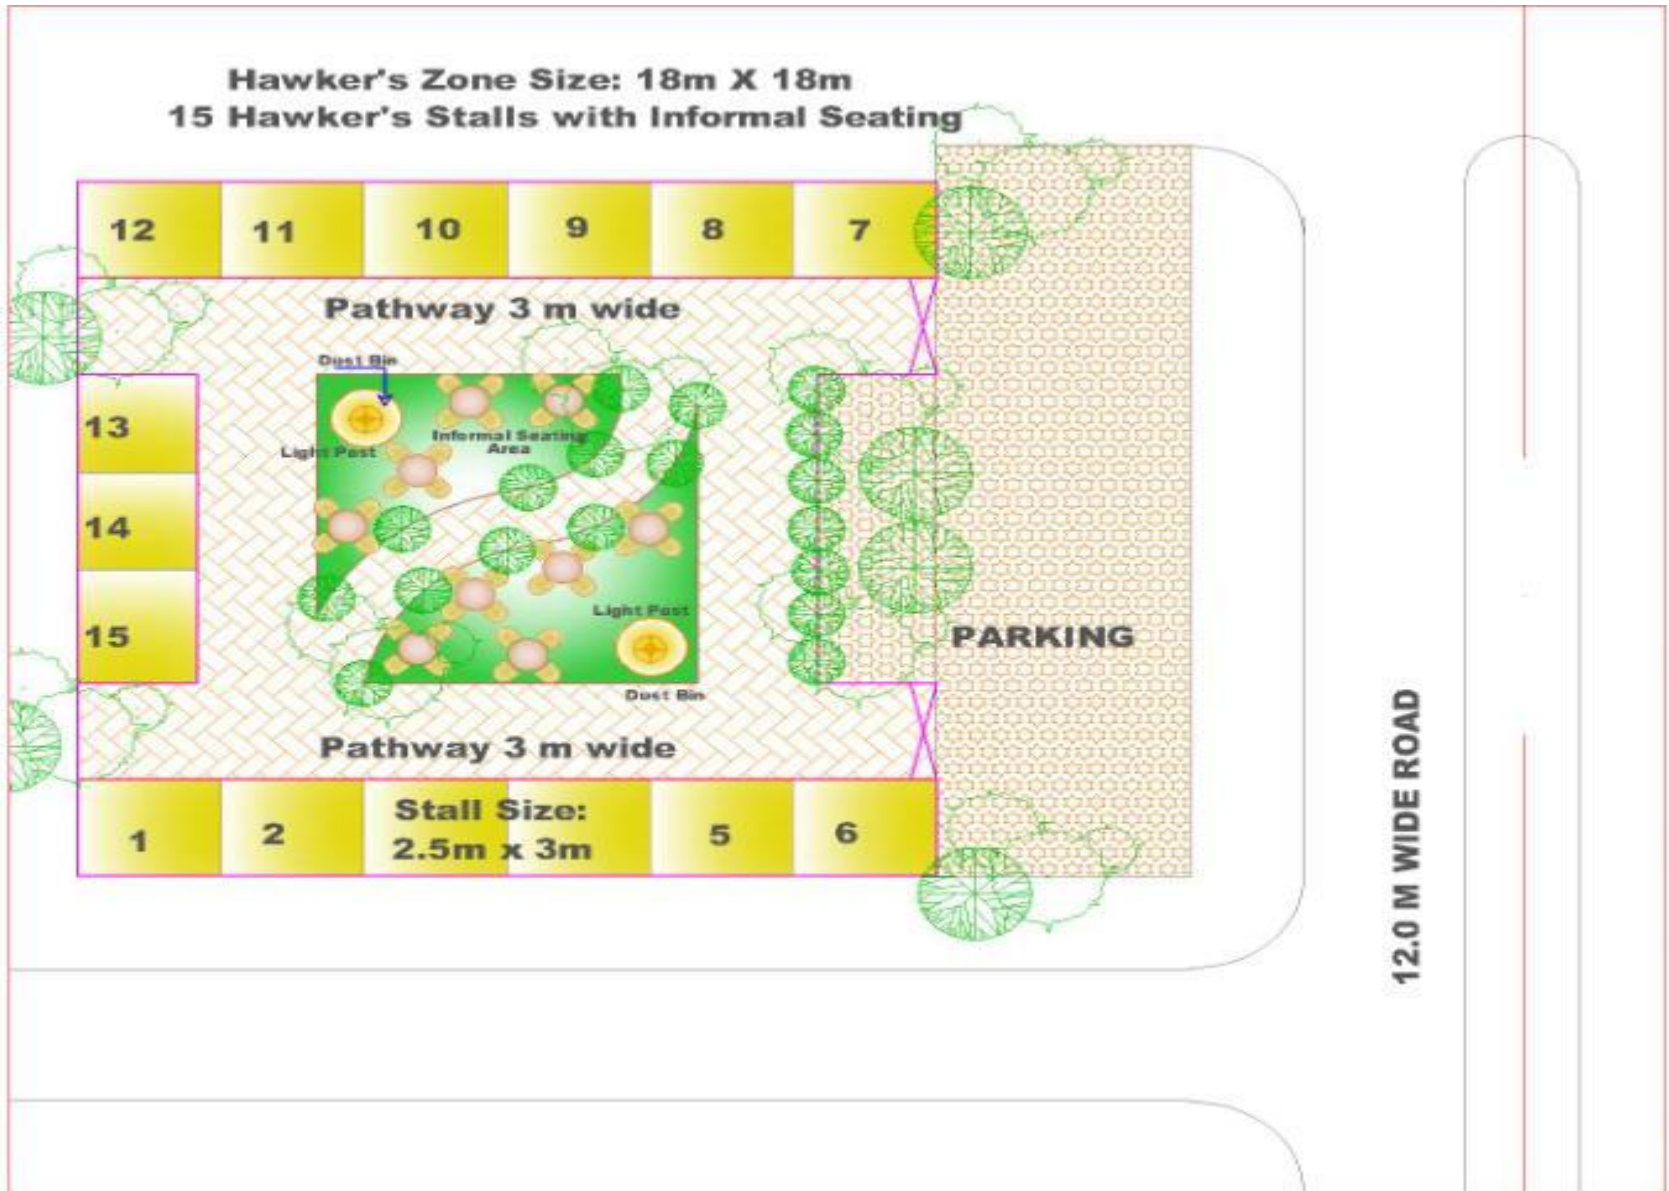 Hawker's Zone Size: 18m X 18m
15 Hawker's Stalls with Informal Seating
12 11 10 9 8 7
Pathway 3 m wide
Dust Bin
13
Informal Seating
Area
Light Post
14
Light Post
15
PARKING
Dust Bin
Pathway 3 m wide
Stall Size:
2.5m x 3m
1 2 5 6
12.0 M WIDE ROAD